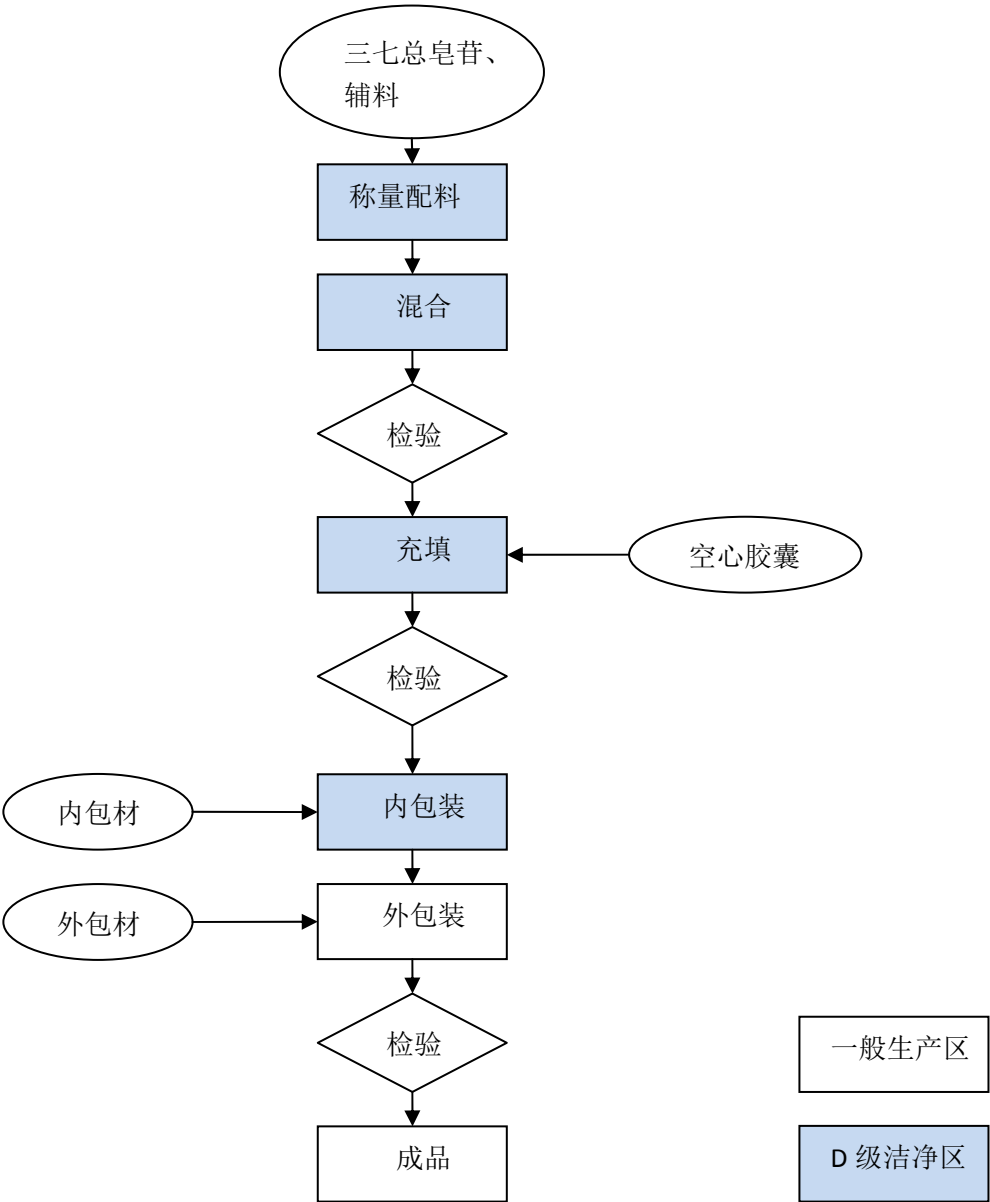 三七总皂苷、
辅料
称量配料
混合
检验
充填
空心胶囊
检验
内包材
内包装
外包材
外包装
检验
一般生产区
成品
D 级洁净区